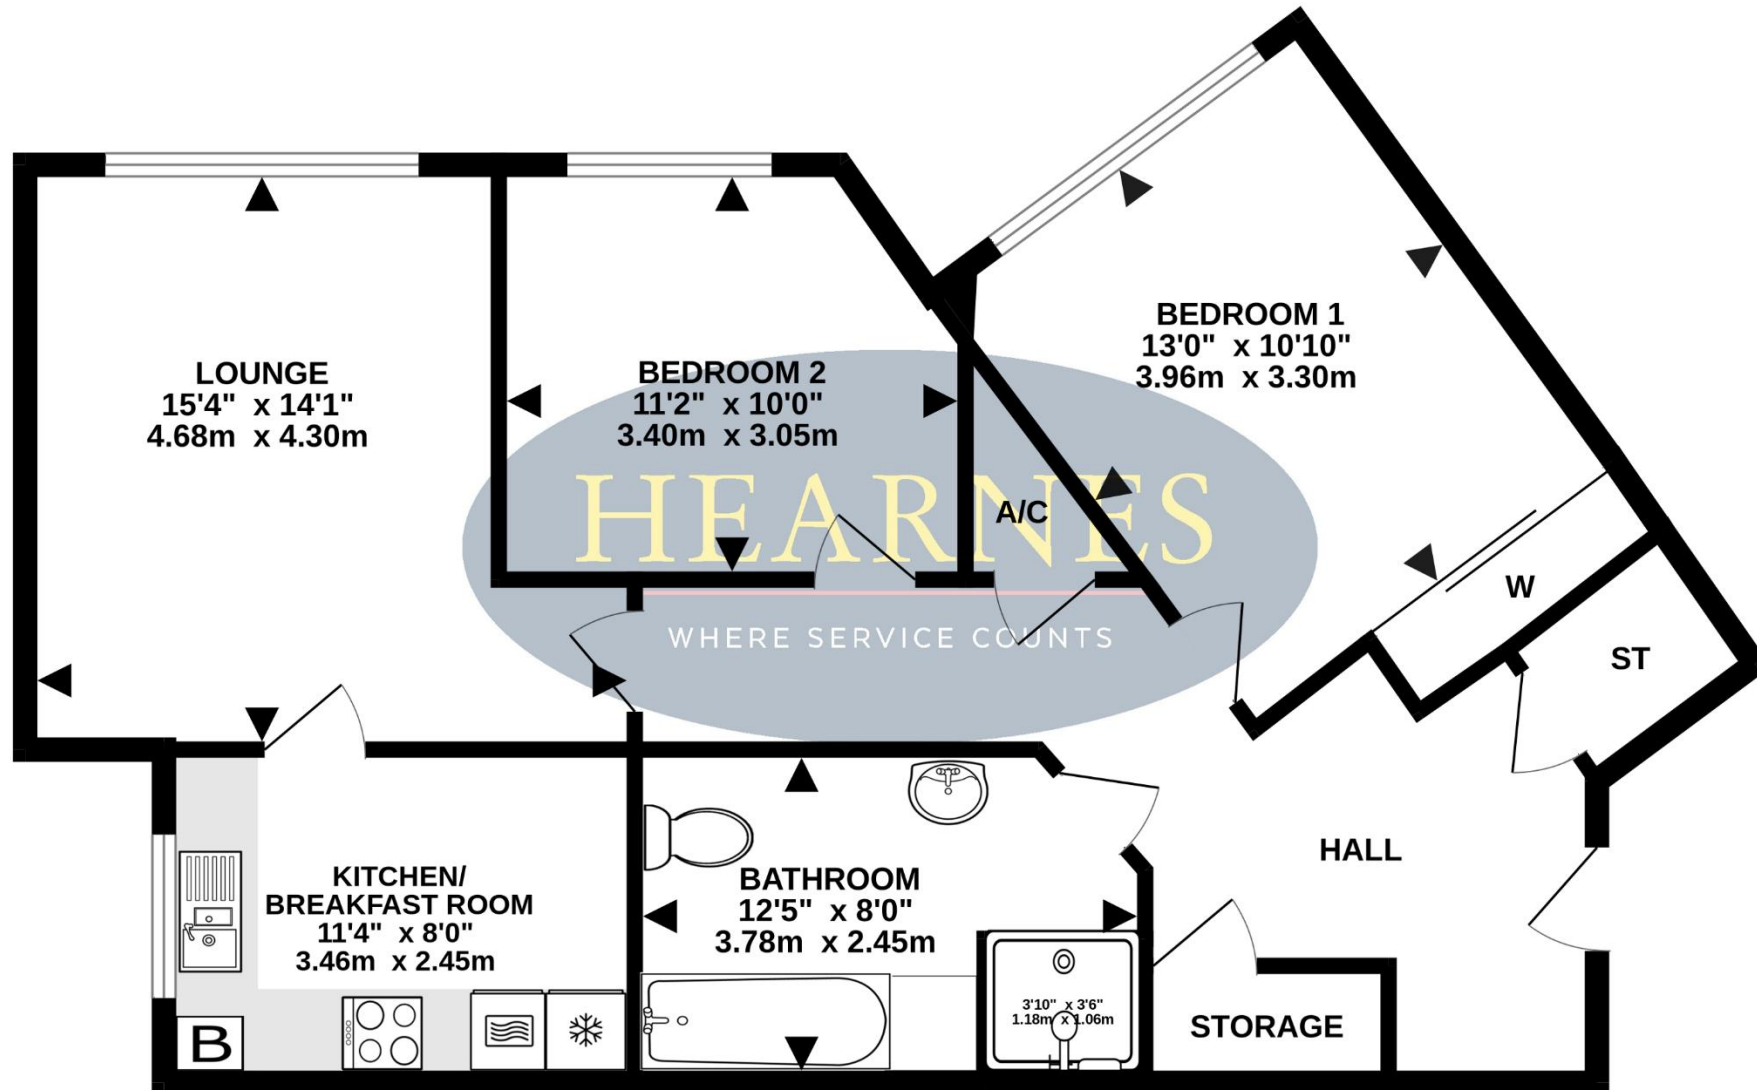 LOUNGE
15'4" x 14'1"
4.68m x 4.30m
BEDROOM 2
11'2" x 10'0"
3.40m x 3.05m
BEDROOM 1
13'0" x 10'10"
3.96m x 3.30m
HEARNES
WHERE SERVICE COUNTS
A/C
W
ST
HALL
KITCHEN/
BREAKFAST ROOM
11'4" x 8'0"
3.46m x 2.45m
B
BATHROOM
12'5" x 8'0"
3.78m x 2.45m
3'10" x 3'6"
1.18m x 1.06m
STORAGE